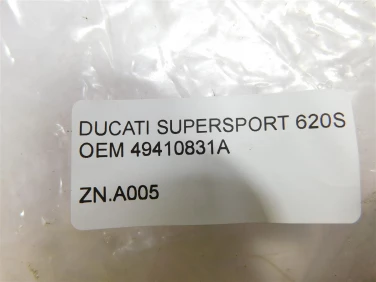 DUCATI SUPERSPORT 620S
OEM 49410831A
ZN.A005